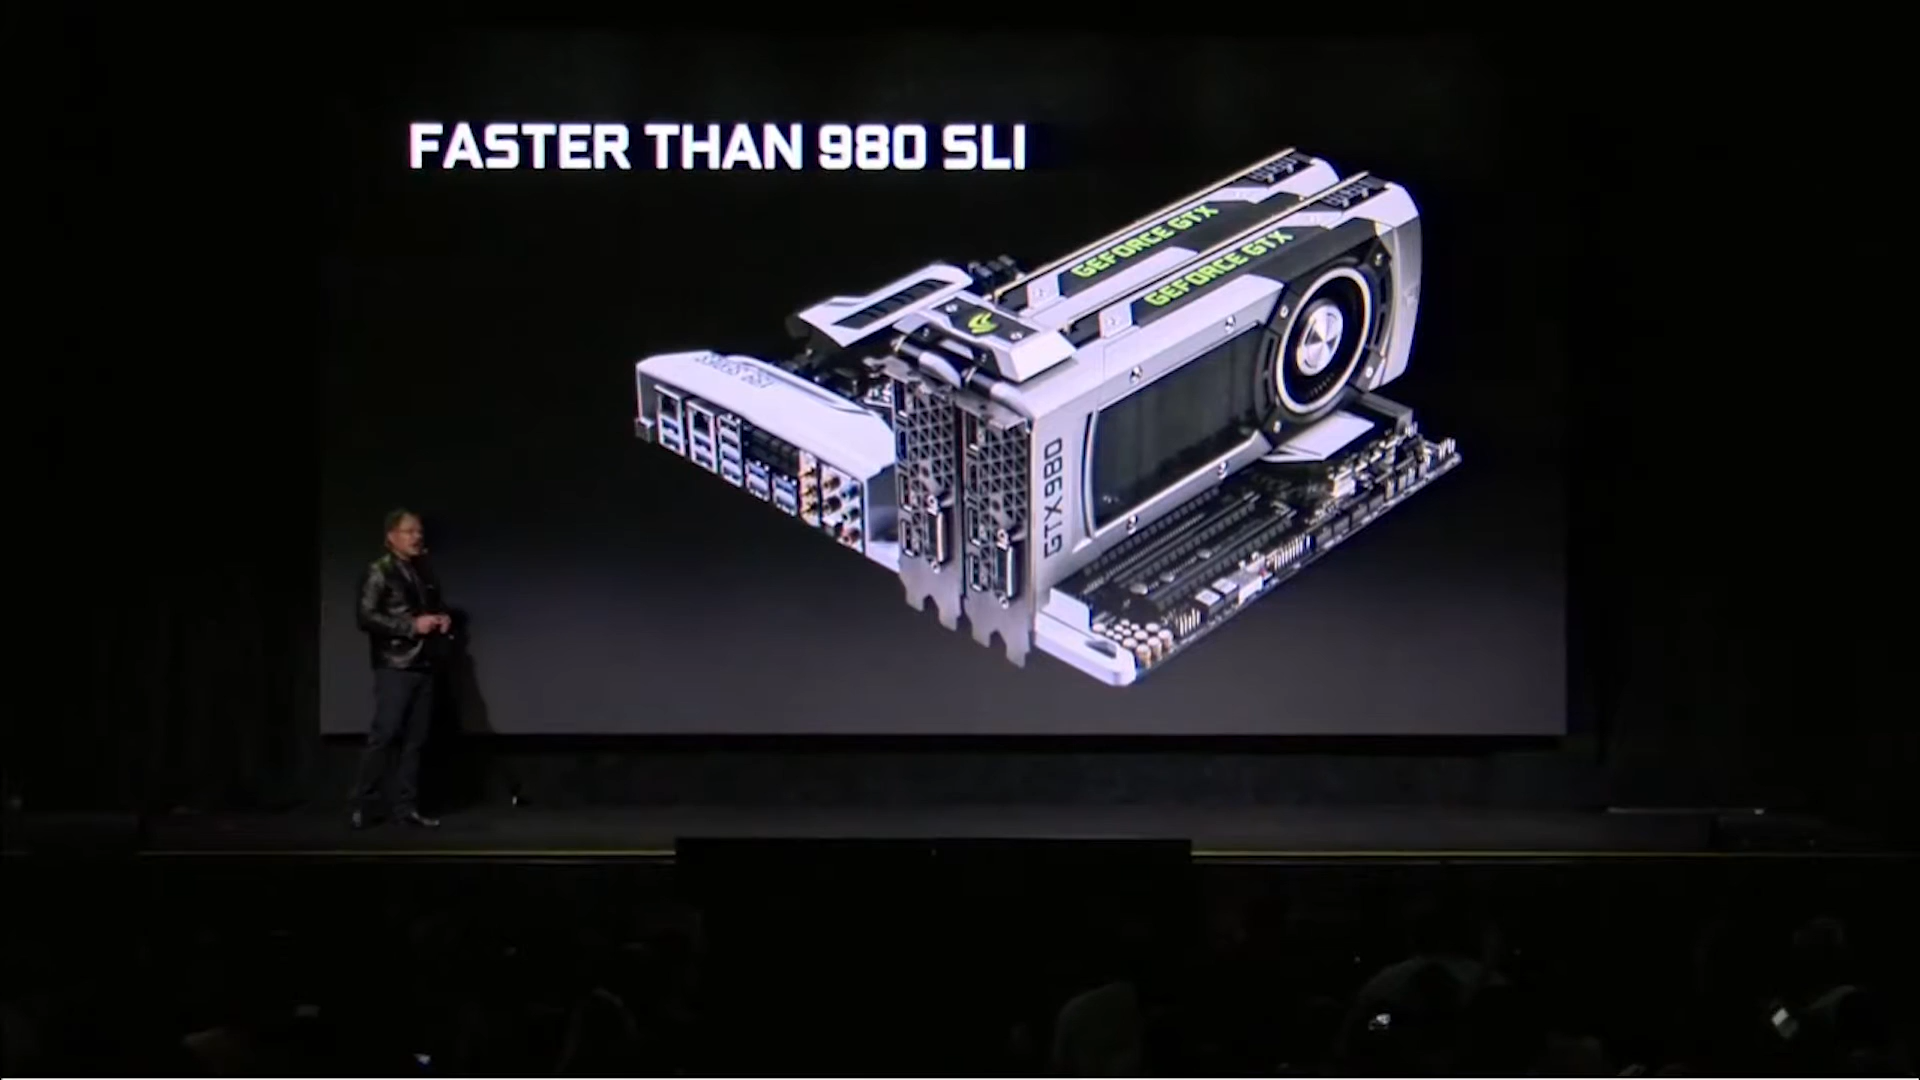 FASTER THAN 980 SLI
GEFORCE GTX
GEFORCE GTX
GTX980